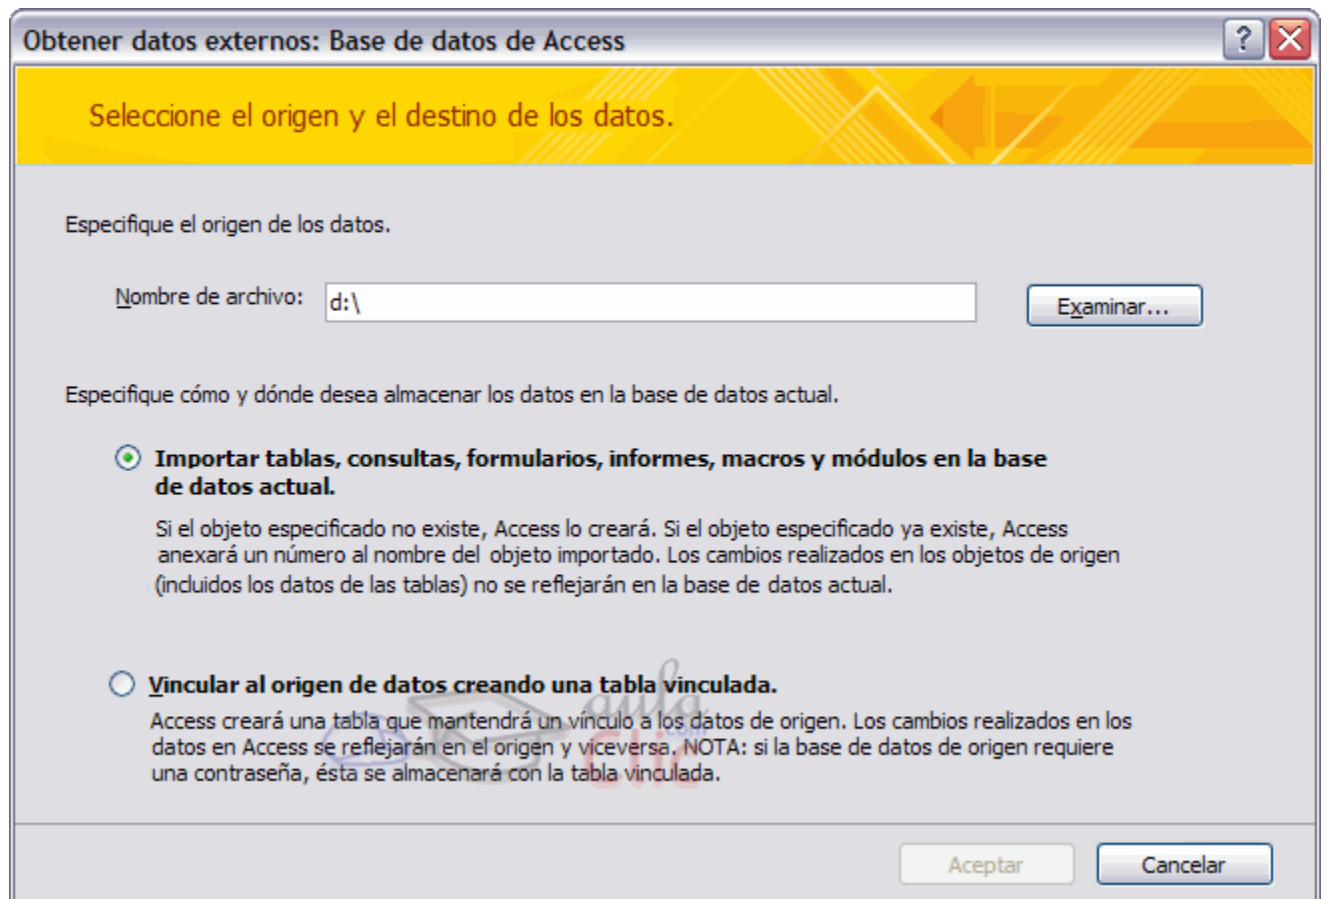 Obtener datos externos: Base de datos de Access
?
Seleccione el origen y el destino de los datos.
Especifique el origen de los datos.
Nombre de archivo: d:\ Examinar...
Especifique cómo y dónde desea almacenar los datos en la base de datos actual.
Importar tablas, consultas, formularios, informes, macros y módulos en la base
de datos actual.
Si el objeto especificado no existe, Access lo creará. Si el objeto especificado ya existe, Access
anexará un número al nombre del objeto importado. Los cambios realizados en los objetos de origen
(incluidos los datos de las tablas) no se reflejarán en la base de datos actual.
Vincular al origen de datos creando una tabla vinculada.
Access creará una tabla que mantendrá un vínculo a los datos de origen. Los cambios realizados en los
datos en Access se reflejarán en el origen y viceversa. NOTA: si la base de datos de origen requiere
una contraseña, ésta se almacenará con la tabla vinculada.
aula
.com
Clic
Aceptar Cancelar